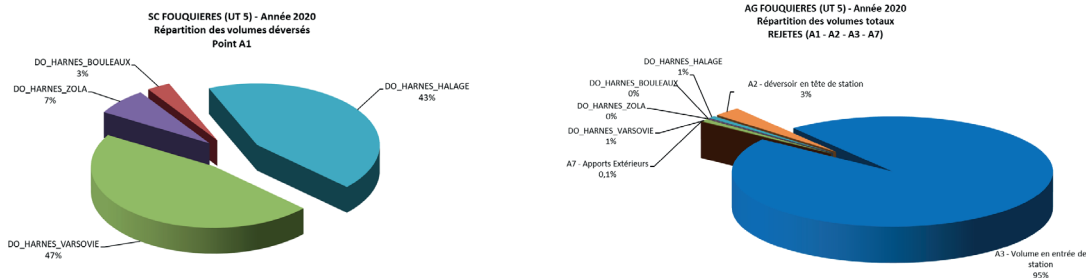 SC FOUQUIERES (UT 5) - Année 2020
Répartition des volumes déversés
Point A1
DO_HARNES_BOULEAUX
3%
DO_HARNES_ZOLA
7%
DO_HARNES_HALAGE
43%
DO_HARNES_VARSOVIE
47%
AG FOUQUIERES (UT 5) - Année 2020
Répartition des volumes totaux
REJETES (A1 - A2 - A3 - A7)
DO_HARNES_HALAGE
1%
DO_HARNES_BOULEAUX
0%
A2 - déversoir en tête de station
3%
DO_HARNES_ZOLA
0%
DO_HARNES_VARSOVIE
1%
A7 - Apports Extérieurs
0,1%
A3 - Volume en entrée de
station
95%